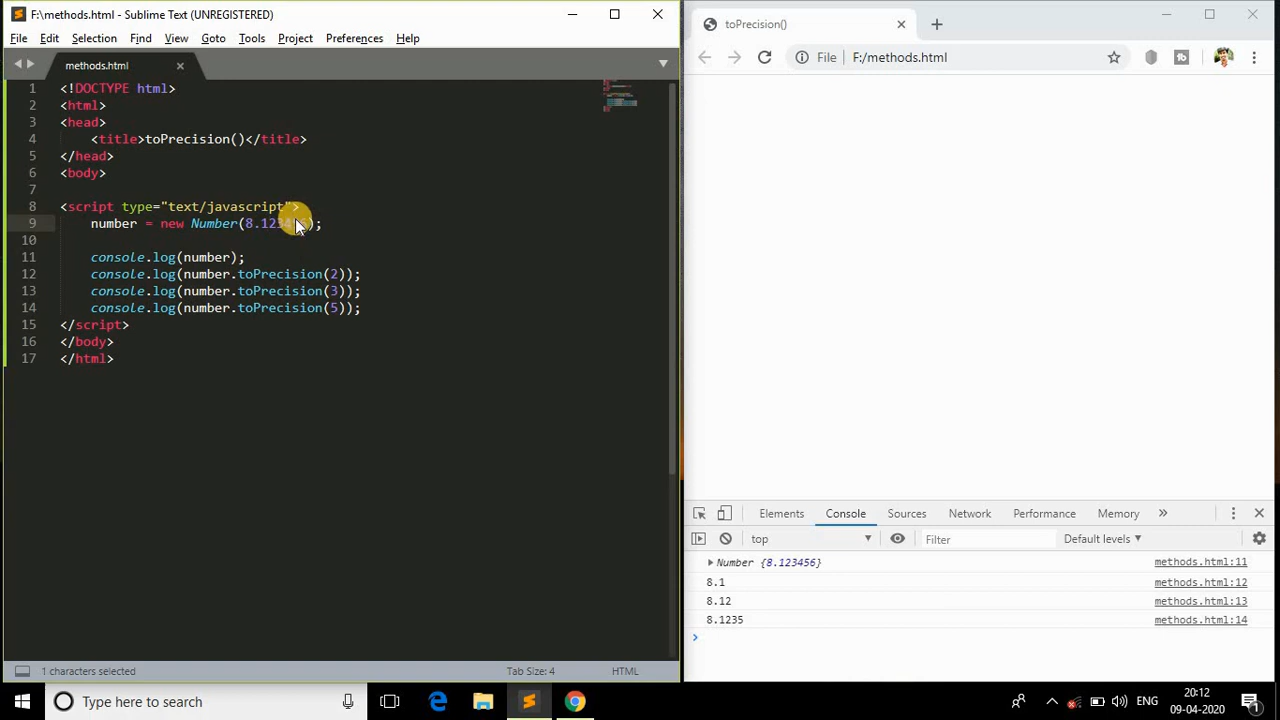 F:\methods.html - Sublime Text (UNREGISTERED)
File Edit Selection Find View Goto Tools Project Preferences Help
methods.html
1 <!DOCTYPE html>
2 <html>
3 <head>
4 <title>toPrecision()</title>
5 </head>
6 <body>
7
8 <script type="text/javascript">
9 number = new Number(8.123456);
10
11 console.log(number);
12 console.log(number.toPrecision(2));
13 console.log(number.toPrecision(3));
14 console.log(number.toPrecision(5));
15 </script>
16 </body>
17 </html>
1 characters selected
Tab Size: 4
HTML
toPrecision()
File F:/methods.html
Elements Console Sources Network Performance Memory »
top Filter Default levels
Number {8.123456} methods.html:11
8.1 methods.html:12
8.12 methods.html:13
8.1235 methods.html:14
Type here to search
ENG
20:12
09-04-2020
1